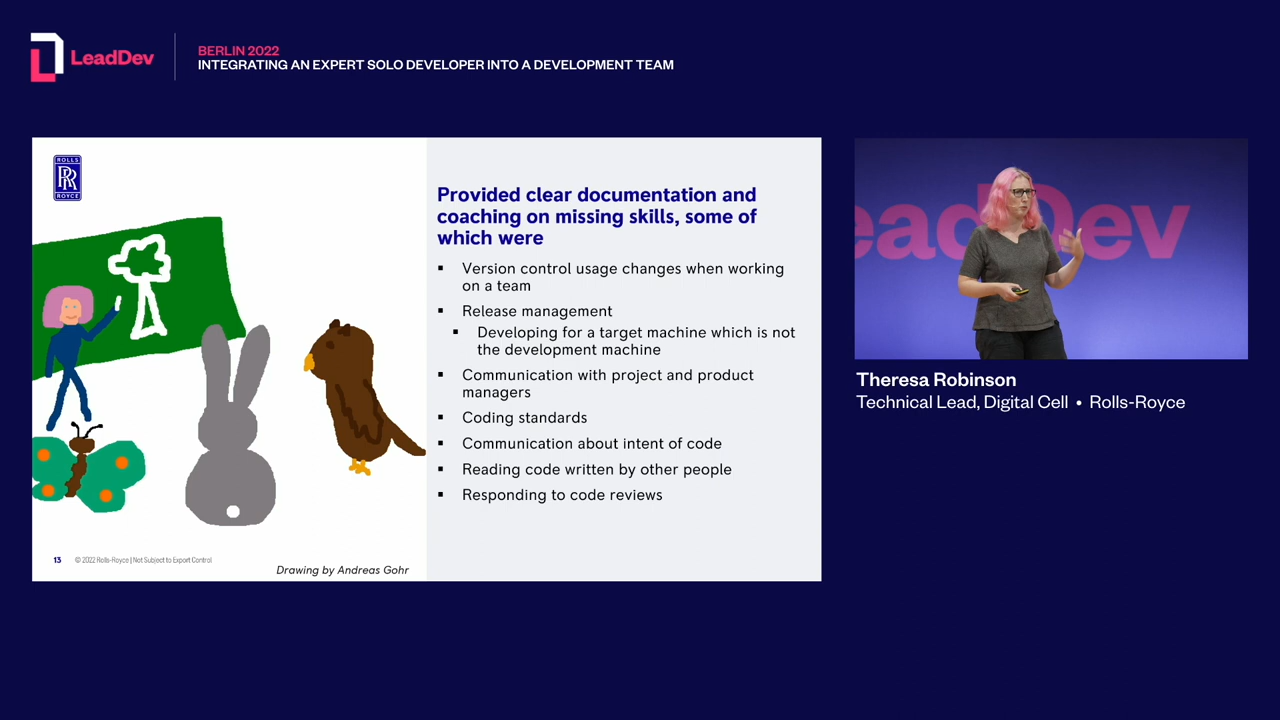 LeadDev
BERLIN 2022
INTEGRATING AN EXPERT SOLO DEVELOPER INTO A DEVELOPMENT TEAM
ROLLS
RR
ROYCE
Provided clear documentation and
coaching on missing skills, some of
which were
▪ Version control usage changes when working
on a team
▪ Release management
▪ Developing for a target machine which is not
the development machine
▪ Communication with project and product
managers
▪ Coding standards
▪ Communication about intent of code
▪ Reading code written by other people
▪ Responding to code reviews
13 © 2022 Rolls-Royce | Not Subject to Export Control
Drawing by Andreas Gohr
eadDev
Theresa Robinson
Technical Lead, Digital Cell • Rolls-Royce